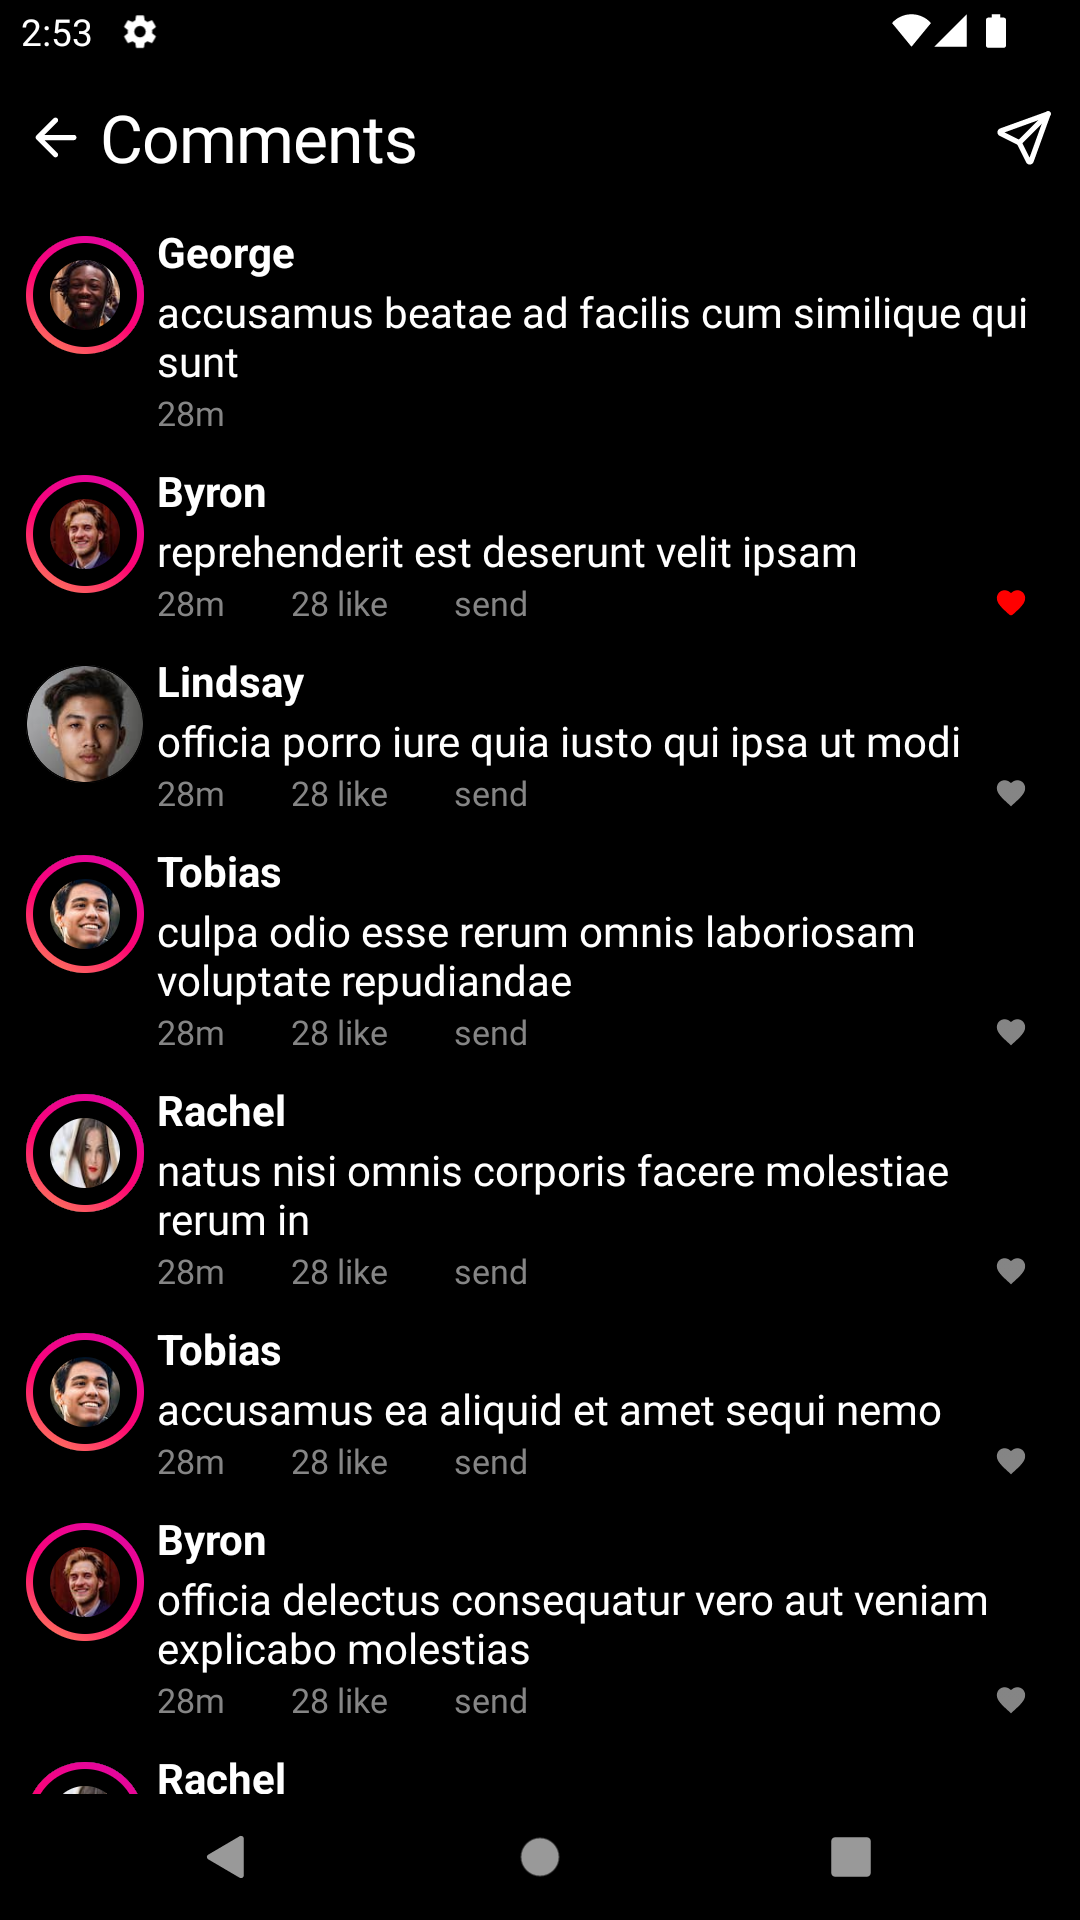 2:53
Comments
George
accusamus beatae ad facilis cum similique qui
sunt
28m
Byron
reprehenderit est deserunt velit ipsam
28m 28 like send
Lindsay
officia porro iure quia iusto qui ipsa ut modi
28m 28 like send
Tobias
culpa odio esse rerum omnis laboriosam
voluptate repudiandae
28m 28 like send
Rachel
natus nisi omnis corporis facere molestiae
rerum in
28m 28 like send
Tobias
accusamus ea aliquid et amet sequi nemo
28m 28 like send
Byron
officia delectus consequatur vero aut veniam
explicabo molestias
28m 28 like send
Rachel